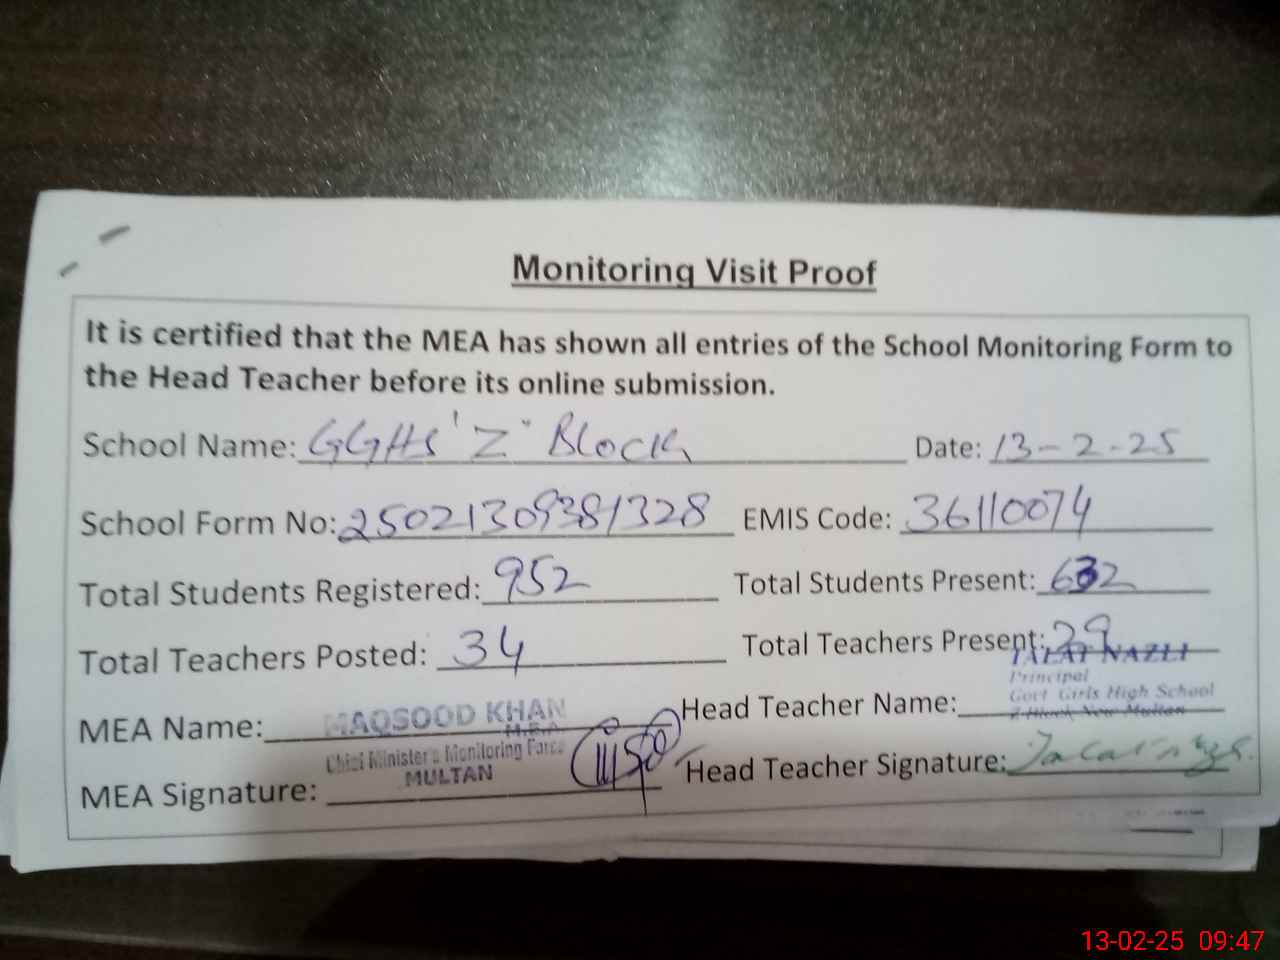 Monitoring Visit Proof
It is certified that the MEA has shown all entries of the School Monitoring Form to
the Head Teacher before its online submission.
School Name: GGHS 'Z" Block Date: 13-2-25
School Form No: 25021309381328 EMIS Code: 36110074
Total Students Registered: 952 Total Students Present: 632
Total Teachers Posted: 34 Total Teachers Present: 29
TALAT NAZLI
Principal
Govt Girls High School
Z-Block New Multan
MEA Name: MAQSOOD KHAN Head Teacher Name:
M.E.A
Chief Minister's Monitoring Force
MULTAN
MEA Signature: Head Teacher Signature:
13-02-25 09:47